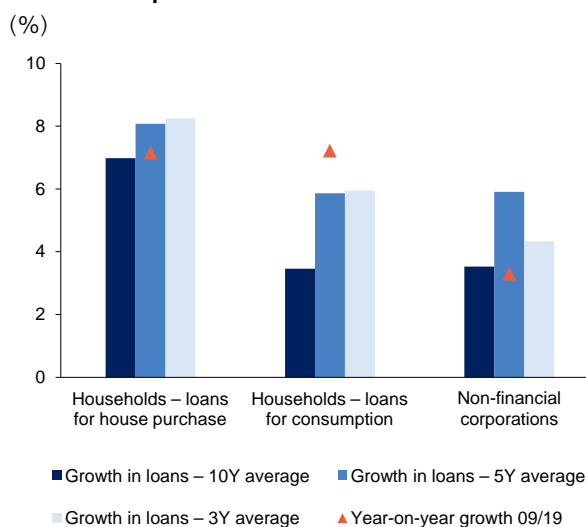 (%)
10
8
6
4
2
0
Households – loans for house purchase
Households – loans for consumption
Non-financial corporations
Growth in loans – 10Y average
Growth in loans – 5Y average
Growth in loans – 3Y average
Year-on-year growth 09/19